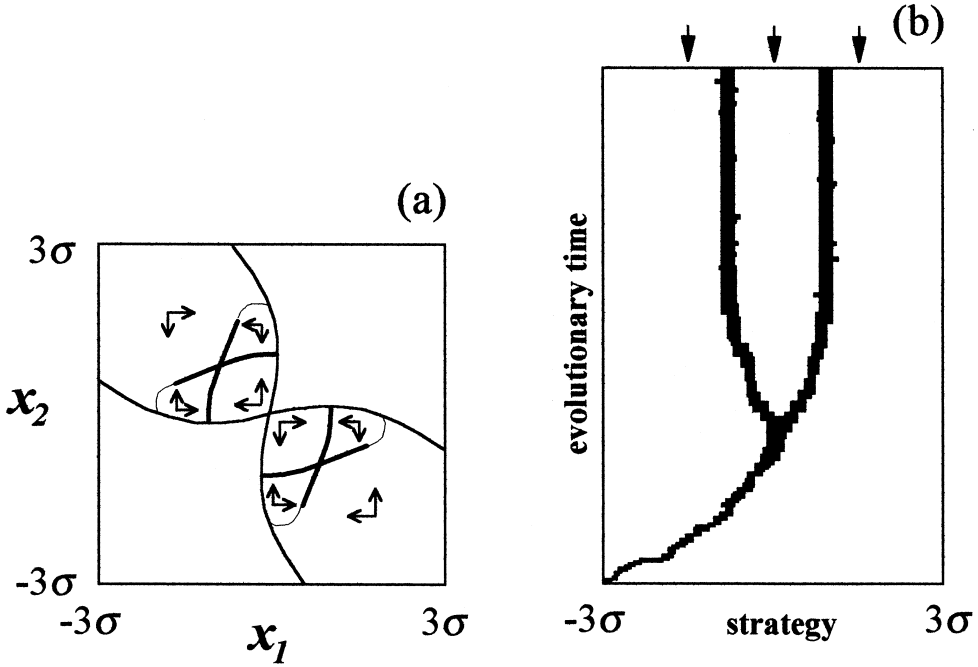 (a)
3σ
x2
-3σ
-3σ
x1
3σ
(b)
evolutionary time
-3σ
strategy
3σ